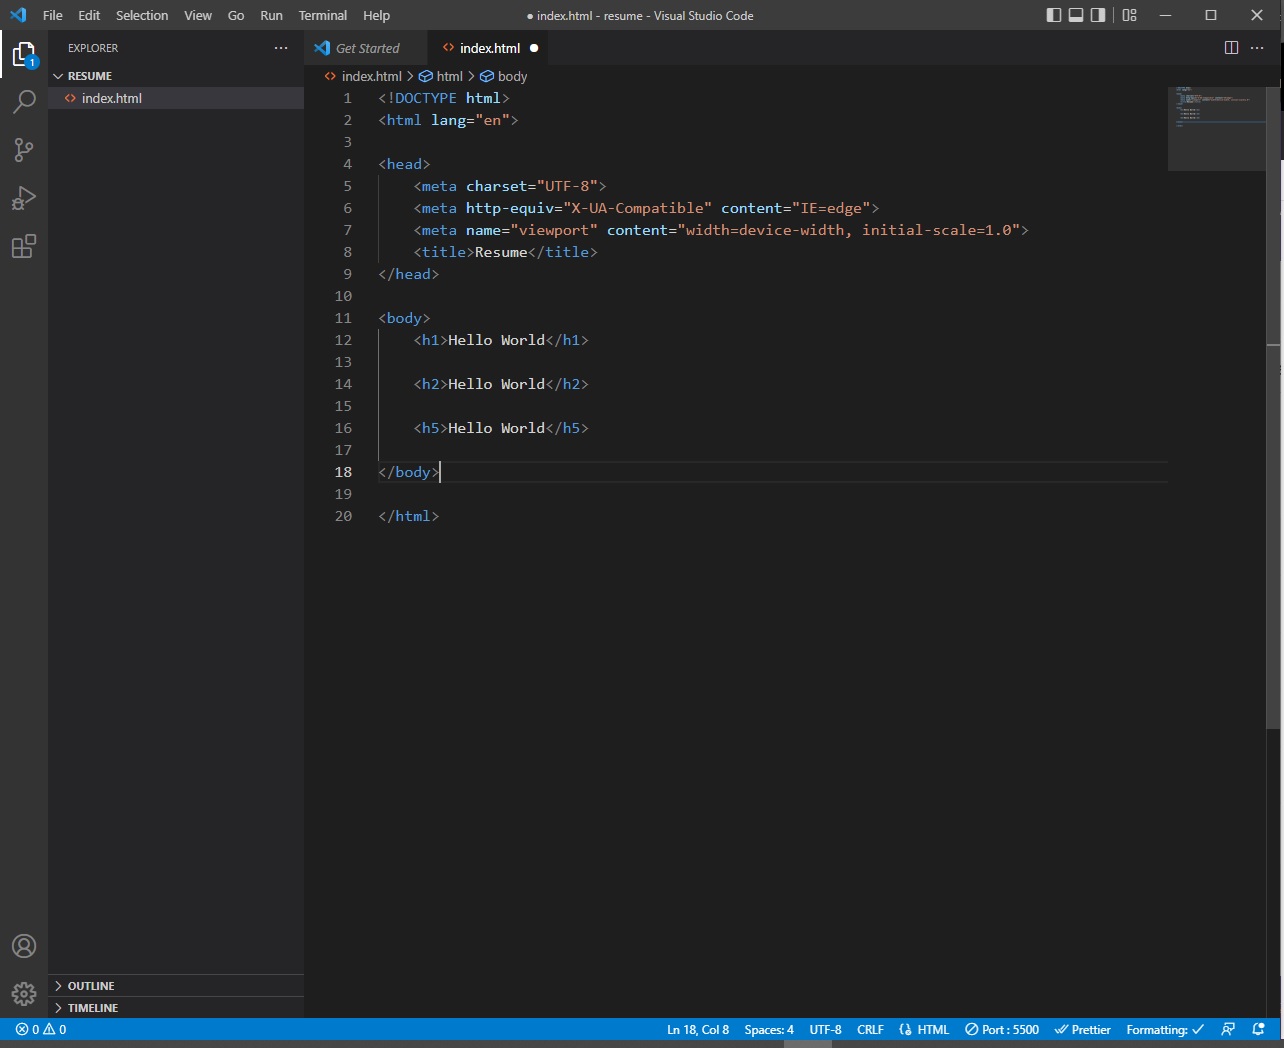 File Edit Selection View Go Run Terminal Help ● index.html - resume - Visual Studio Code
EXPLORER ···
Get Started index.html ●
RESUME
index.html
index.html > html > body
1 <!DOCTYPE html>
2 <html lang="en">
3
4 <head>
5 <meta charset="UTF-8">
6 <meta http-equiv="X-UA-Compatible" content="IE=edge">
7 <meta name="viewport" content="width=device-width, initial-scale=1.0">
8 <title>Resume</title>
9 </head>
10
11 <body>
12 <h1>Hello World</h1>
13
14 <h2>Hello World</h2>
15
16 <h5>Hello World</h5>
17
18 </body>
19
20 </html>
1
OUTLINE
TIMELINE
0 0 Ln 18, Col 8 Spaces: 4 UTF-8 CRLF HTML Port : 5500 Prettier Formatting: ✓